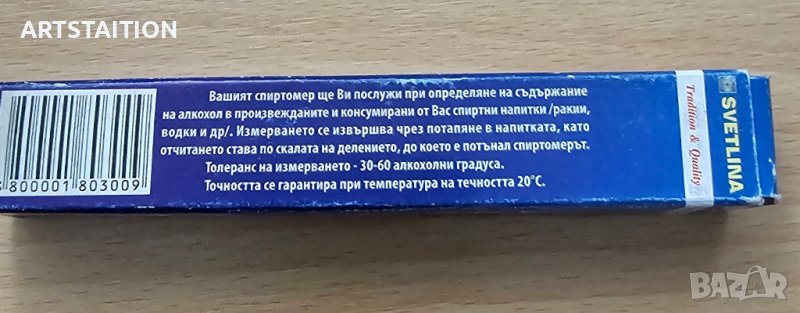 ARTSTAITION
Вашият спиртомер ще Ви послужи при определяне на съдържание
на алкохол в произвежданите и консумирани от Вас спиртни напитки /ракии,
водки и др/. Измерването се извършва чрез потапяне в напитката, като
отчитането става по скалата на делението, до което е потънал спиртомерът.
Толеранс на измерването - 30-60 алкохолни градуса.
Точността се гарантира при температура на течността 20°C.
800001803009
Tradition & Quality
SVETLINA
BAZAR